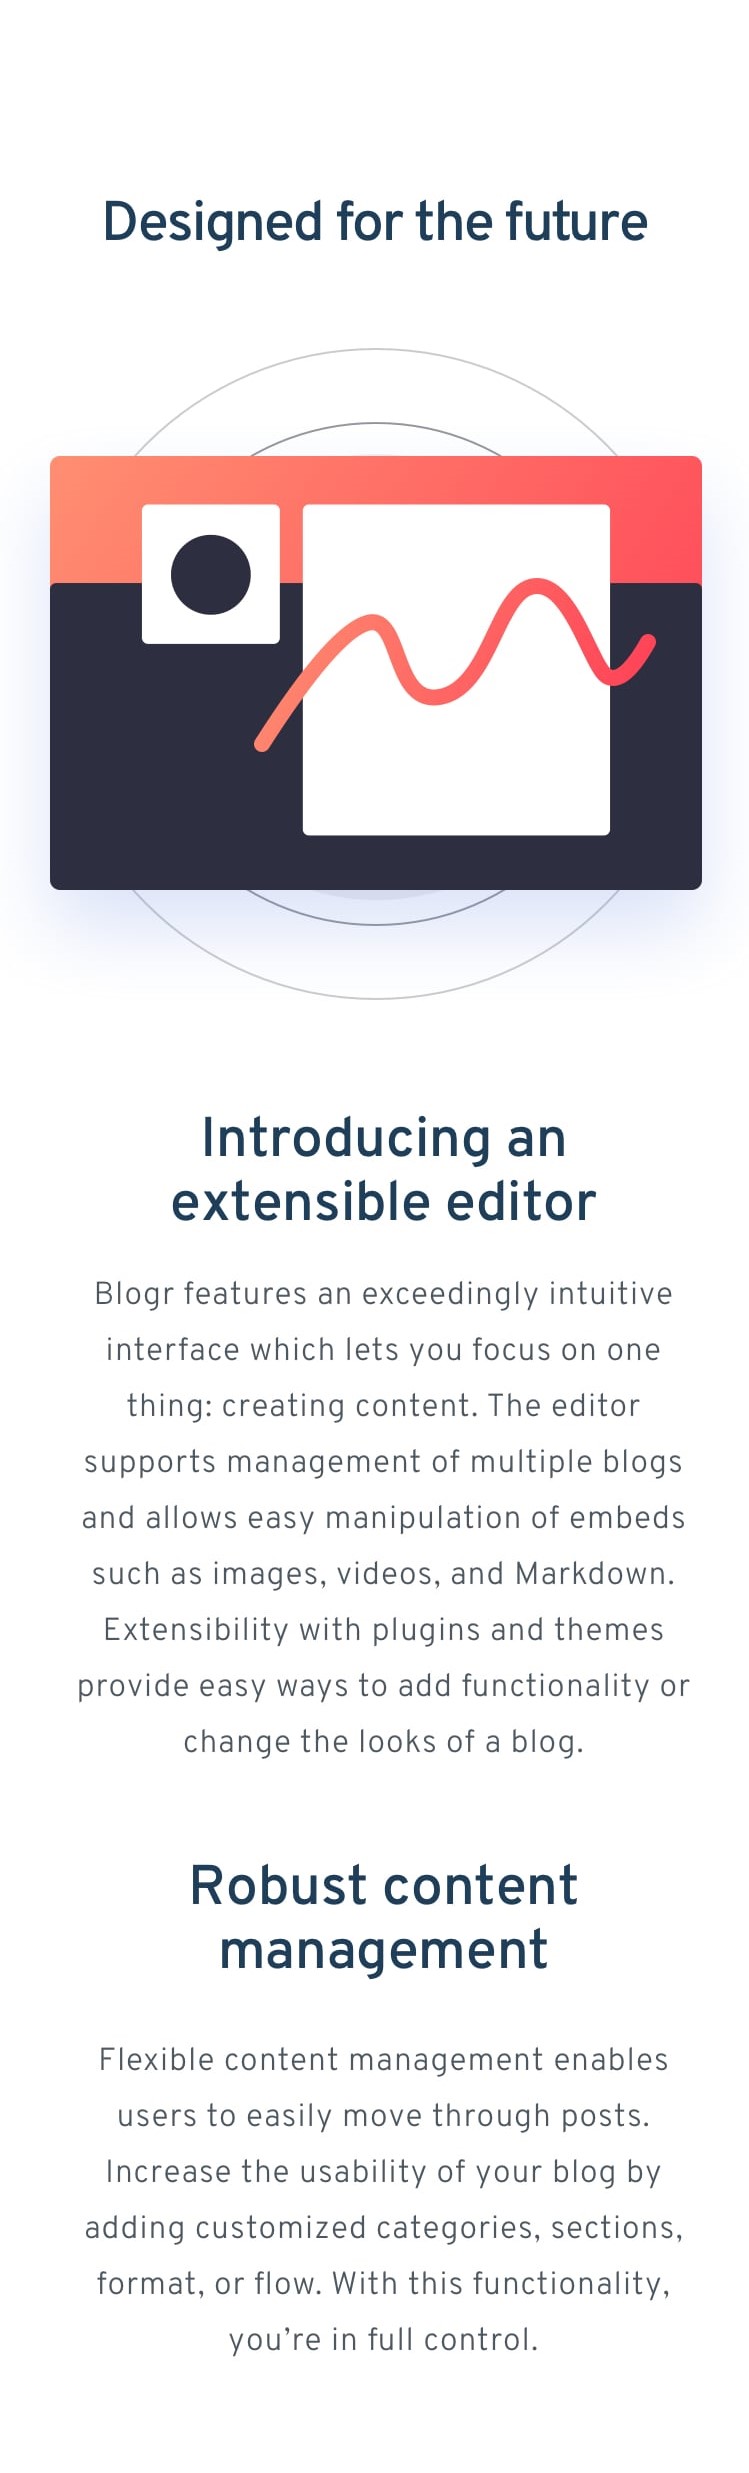 Designed for the future
Introducing an
extensible editor
Blogr features an exceedingly intuitive
interface which lets you focus on one
thing: creating content. The editor
supports management of multiple blogs
and allows easy manipulation of embeds
such as images, videos, and Markdown.
Extensibility with plugins and themes
provide easy ways to add functionality or
change the looks of a blog.
Robust content
management
Flexible content management enables
users to easily move through posts.
Increase the usability of your blog by
adding customized categories, sections,
format, or flow. With this functionality,
you’re in full control.